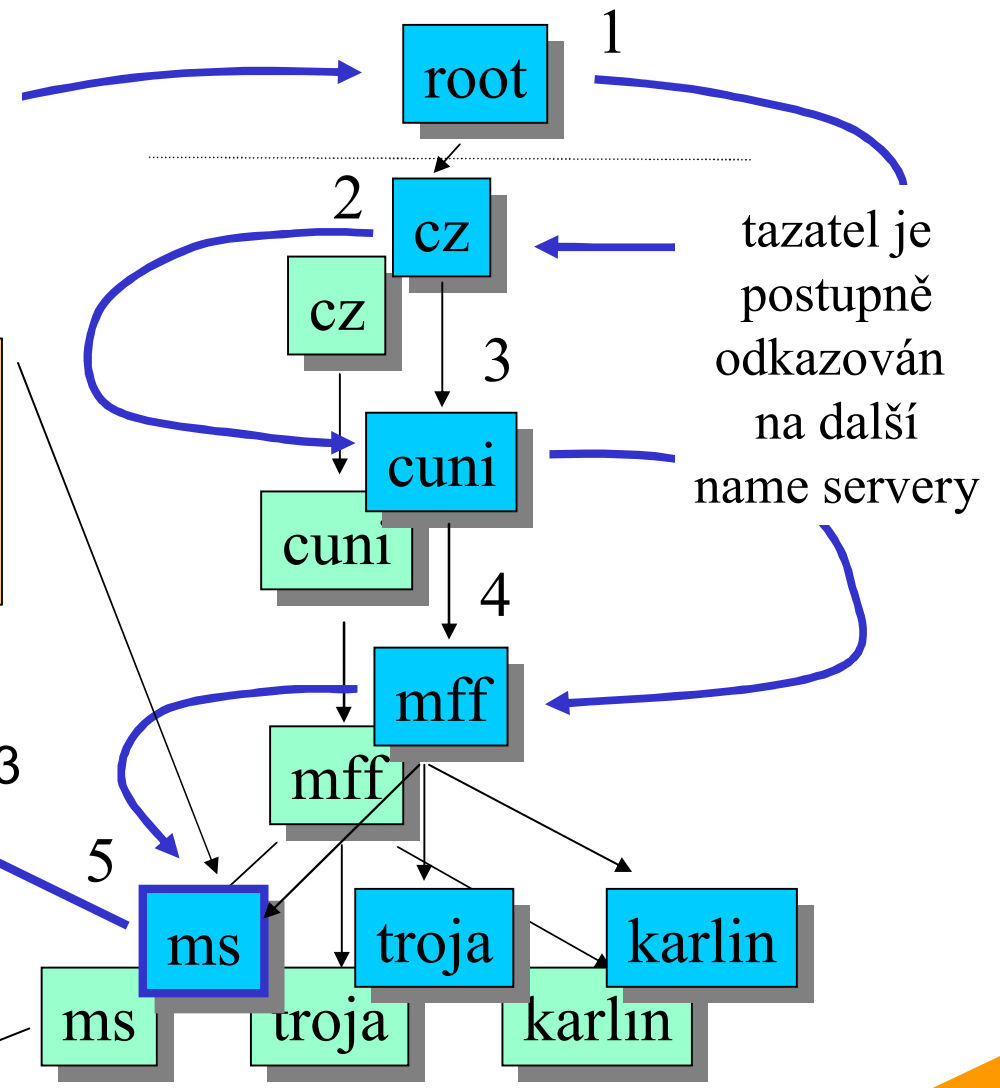 1
root
2
cz
tazatel je
postupně
odkazován
na další
name servery
cz
3
cuni
cuni
4
mff
mff
3
5
ms
troja
karlin
ms
troja
karlin